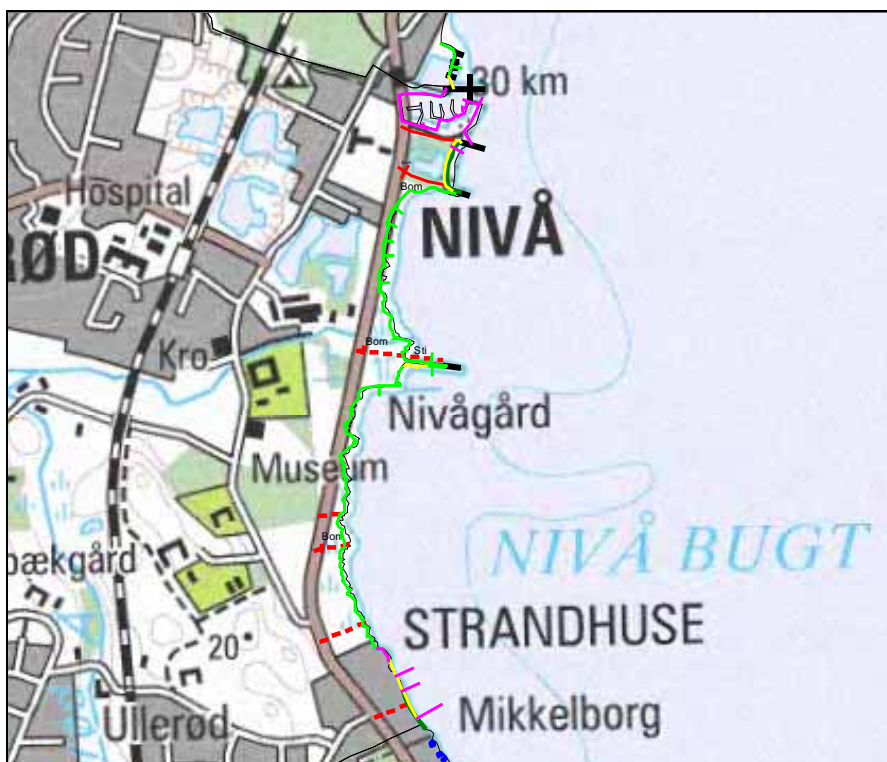 30 km
Hospital
Bom
NIVÅ
RØD
Kro
Bom
Sti
Nivågård
Museum
Bom
NIVÅ BUGT
bækgård
STRANDHUSE
20
Ullerød
Mikkelborg